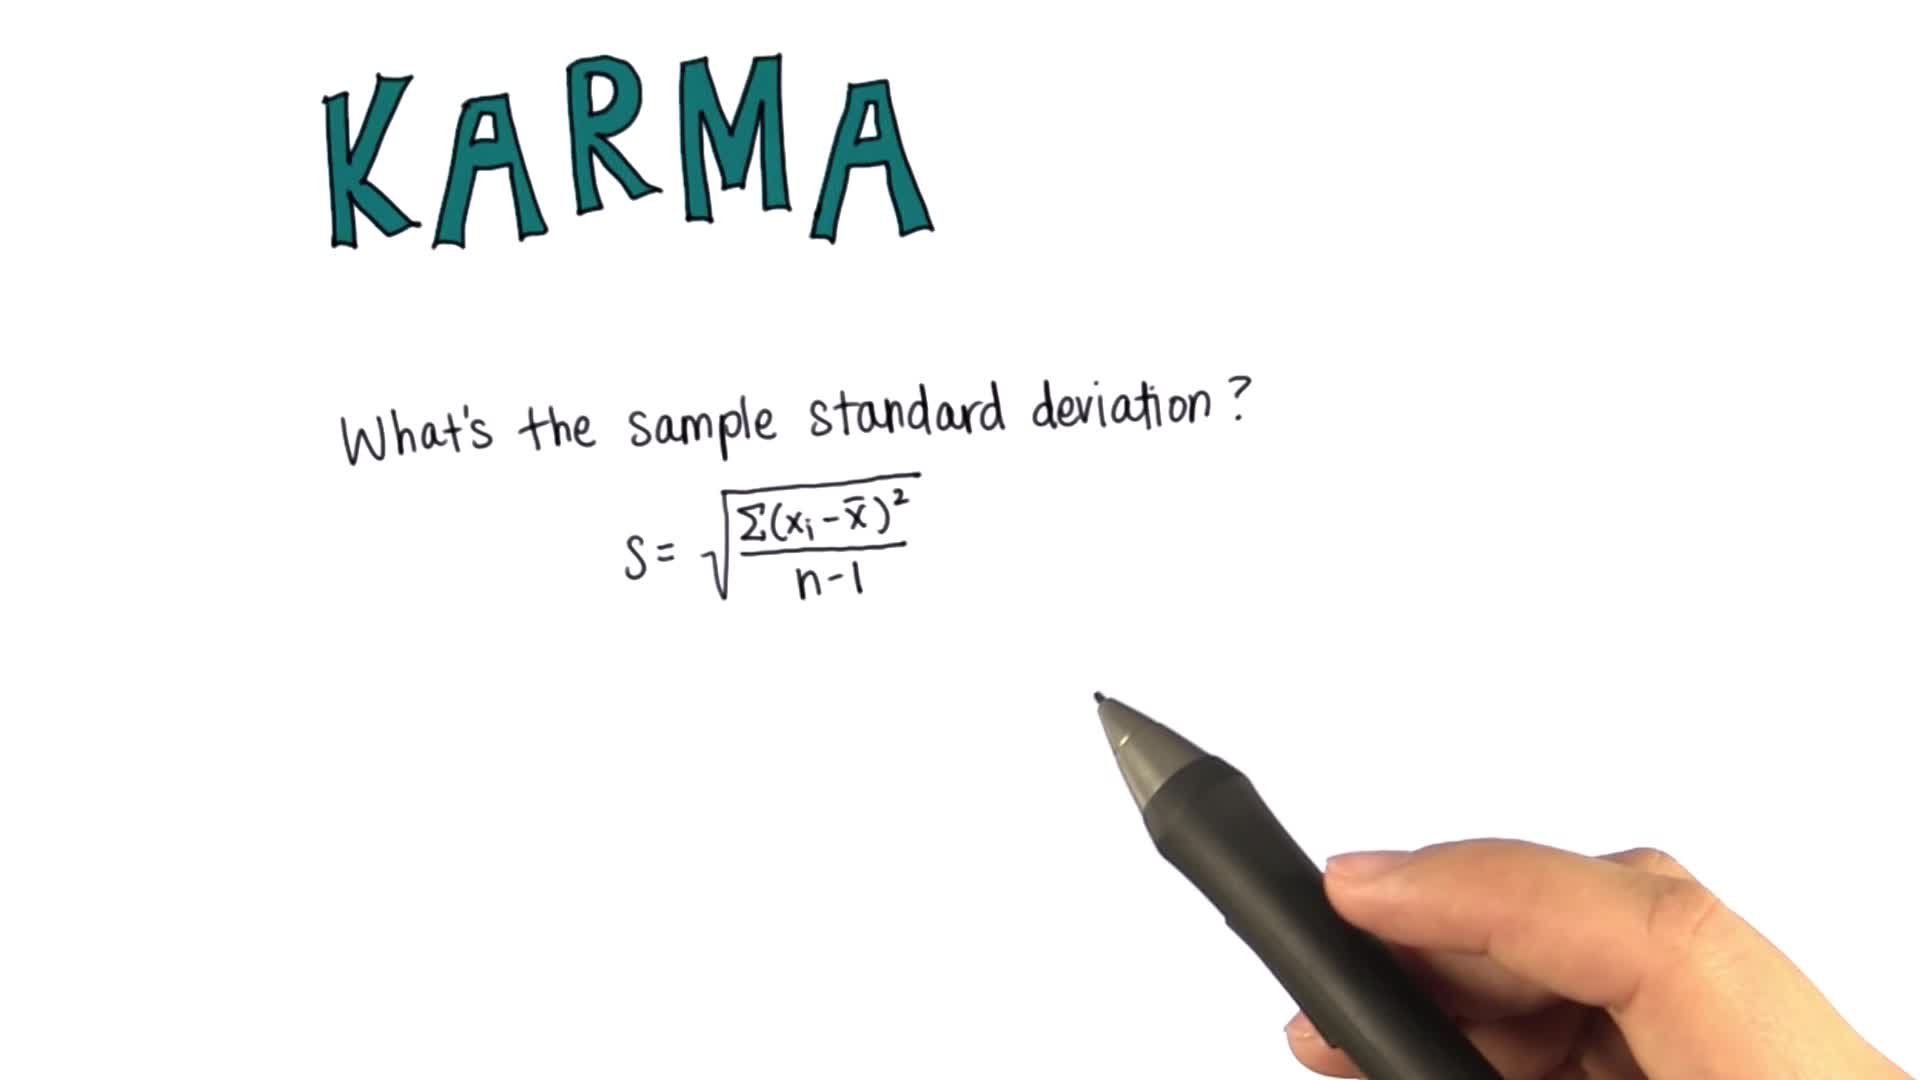 KARMA
What's the sample standard deviation?
S = √(Σ(xᵢ - x̄)² / n - 1)